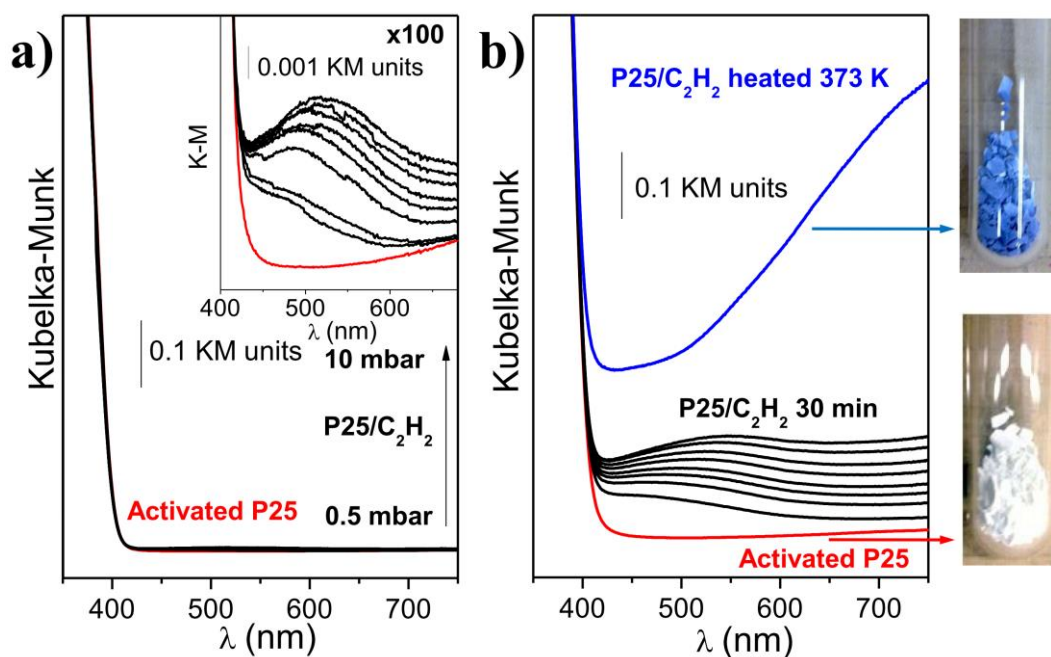 a)
x100
0.001 KM units
K-M
400 500 600
λ (nm)
Kubelka-Munk
0.1 KM units
10 mbar
P25/C₂H₂
Activated P25
0.5 mbar
400 500 600 700
λ (nm)
b)
P25/C₂H₂ heated 373 K
0.1 KM units
Kubelka-Munk
P25/C₂H₂ 30 min
Activated P25
400 500 600 700
λ (nm)